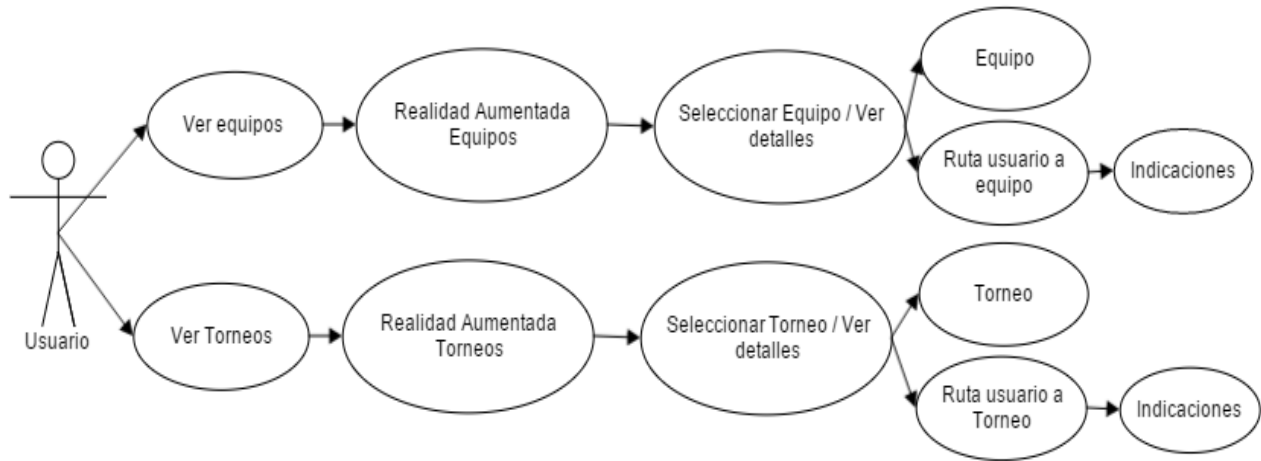 Usuario
Ver equipos
Realidad Aumentada
Equipos
Seleccionar Equipo / Ver
detalles
Equipo
Ruta usuario a
equipo
Indicaciones
Ver Torneos
Realidad Aumentada
Torneos
Seleccionar Torneo / Ver
detalles
Torneo
Ruta usuario a
Torneo
Indicaciones